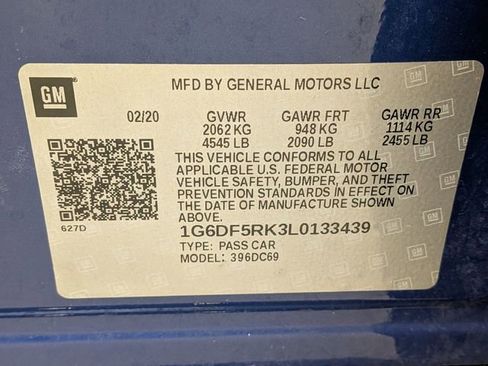 GM
MFD BY GENERAL MOTORS LLC
02/20 GVWR GAWR FRT GAWR RR
2062 KG 948 KG 1114 KG
4545 LB 2090 LB 2455 LB
THIS VEHICLE CONFORMS TO ALL
APPLICABLE U.S. FEDERAL MOTOR
VEHICLE SAFETY, BUMPER, AND THEFT
PREVENTION STANDARDS IN EFFECT ON
THE DATE OF MANUFACTURE SHOWN
ABOVE.
627D
1G6DF5RK3L0133439
TYPE: PASS CAR
MODEL: 396DC69